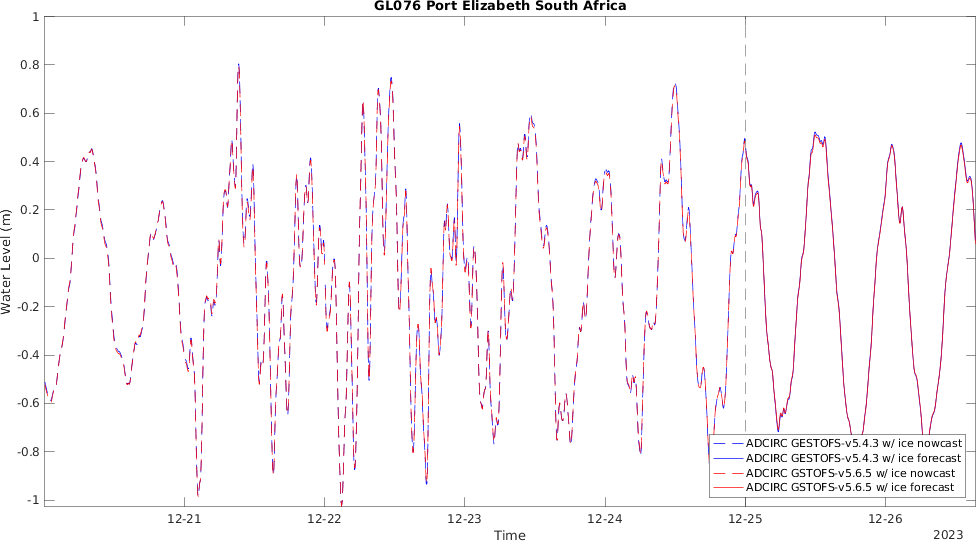 GL076 Port Elizabeth South Africa
1
0.8
0.6
0.4
0.2
0
-0.2
-0.4
-0.6
-0.8
-1
Water Level (m)
ADCIRC GESTOFS-v5.4.3 w/ ice nowcast
ADCIRC GESTOFS-v5.4.3 w/ ice forecast
ADCIRC GSTOFS-v5.6.5 w/ ice nowcast
ADCIRC GSTOFS-v5.6.5 w/ ice forecast
12-21 12-22 12-23 12-24 12-25 12-26
Time
2023